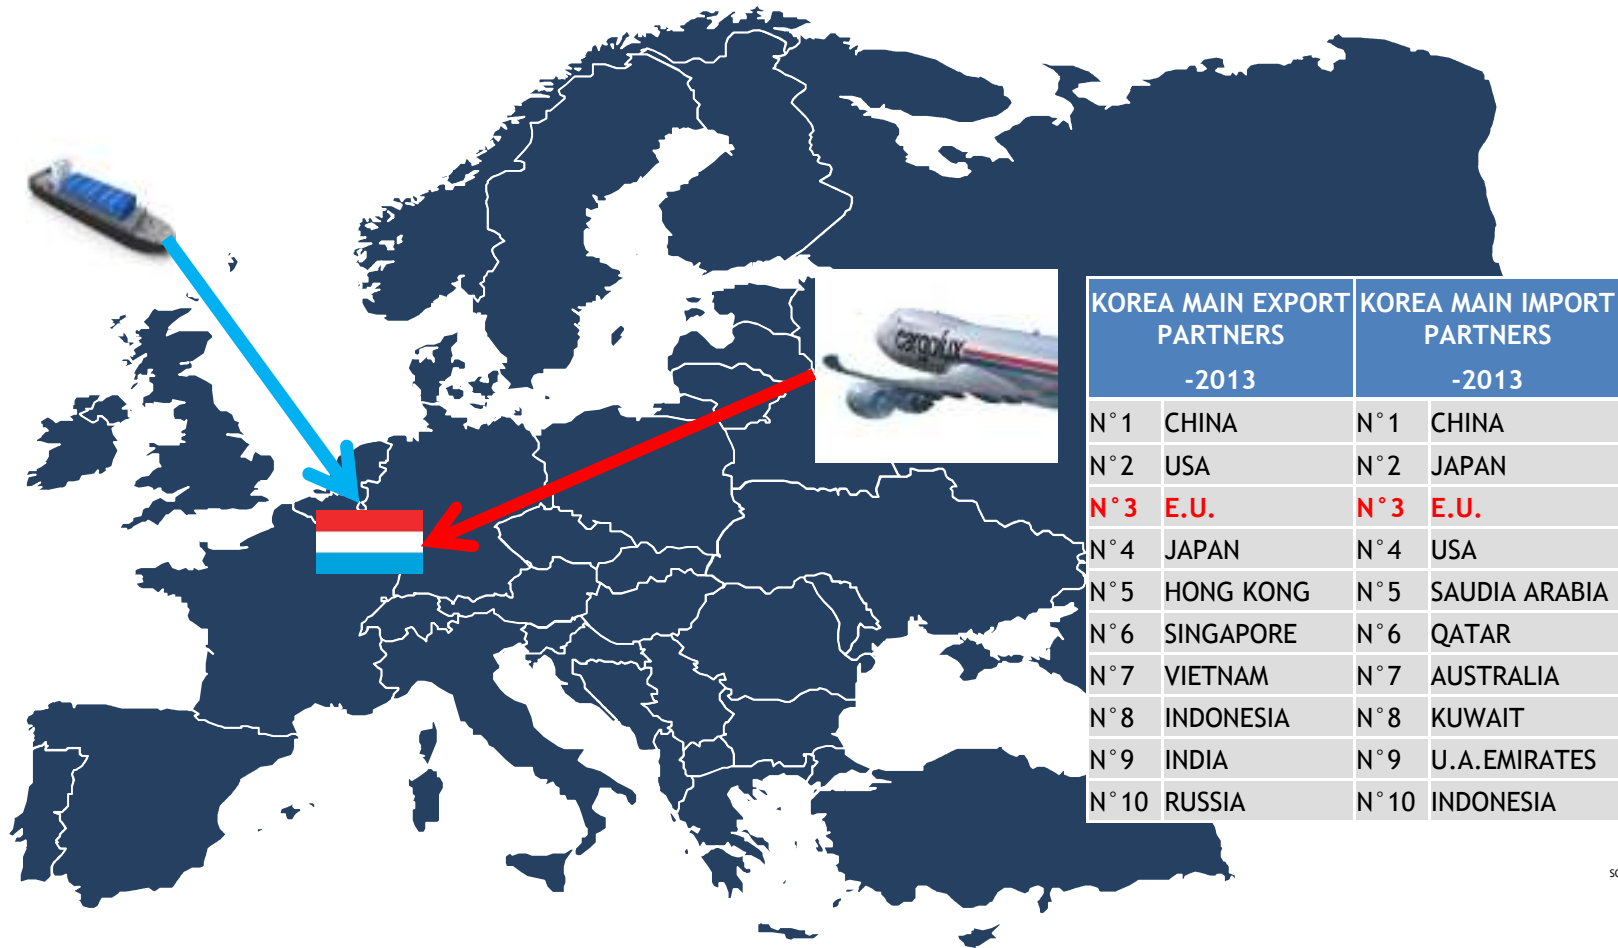 cargolux
KOREA MAIN EXPORT PARTNERS -2013
KOREA MAIN IMPORT PARTNERS -2013
N°1 CHINA N°1 CHINA
N°2 USA N°2 JAPAN
N°3 E.U. N°3 E.U.
N°4 JAPAN N°4 USA
N°5 HONG KONG N°5 SAUDIA ARABIA
N°6 SINGAPORE N°6 QATAR
N°7 VIETNAM N°7 AUSTRALIA
N°8 INDONESIA N°8 KUWAIT
N°9 INDIA N°9 U.A.EMIRATES
N°10 RUSSIA N°10 INDONESIA